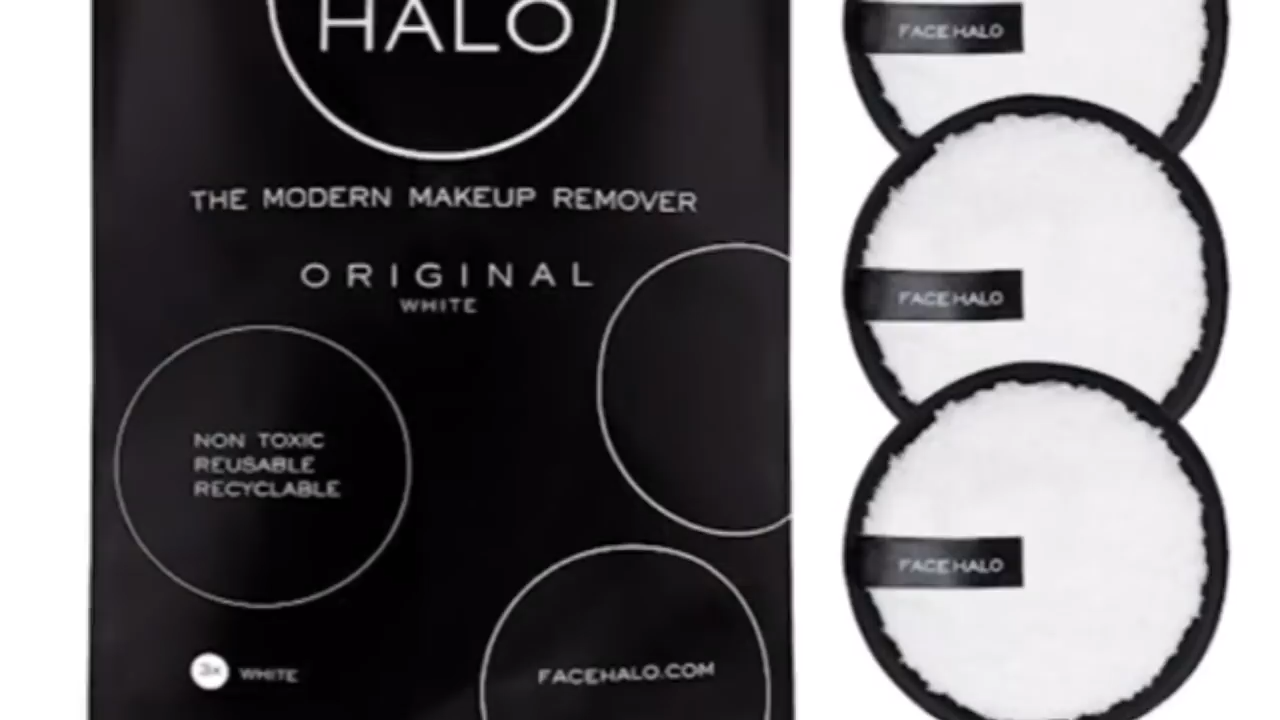 HALO
THE MODERN MAKEUP REMOVER
ORIGINAL
WHITE
NON TOXIC
REUSABLE
RECYCLABLE
3x WHITE
FACEHALO.COM
FACE HALO
FACE HALO
FACE HALO